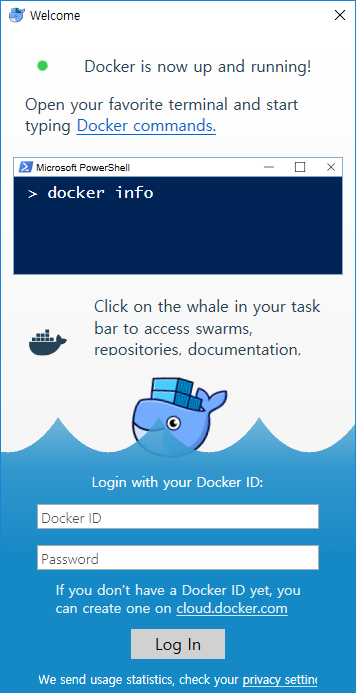 Welcome
Docker is now up and running!
Open your favorite terminal and start
typing Docker commands.
Microsoft PowerShell
> docker info
Click on the whale in your task
bar to access swarms,
repositories, documentation,
Login with your Docker ID:
Docker ID
Password
If you don't have a Docker ID yet, you
can create one on cloud.docker.com
Log In
We send usage statistics, check your privacy setting